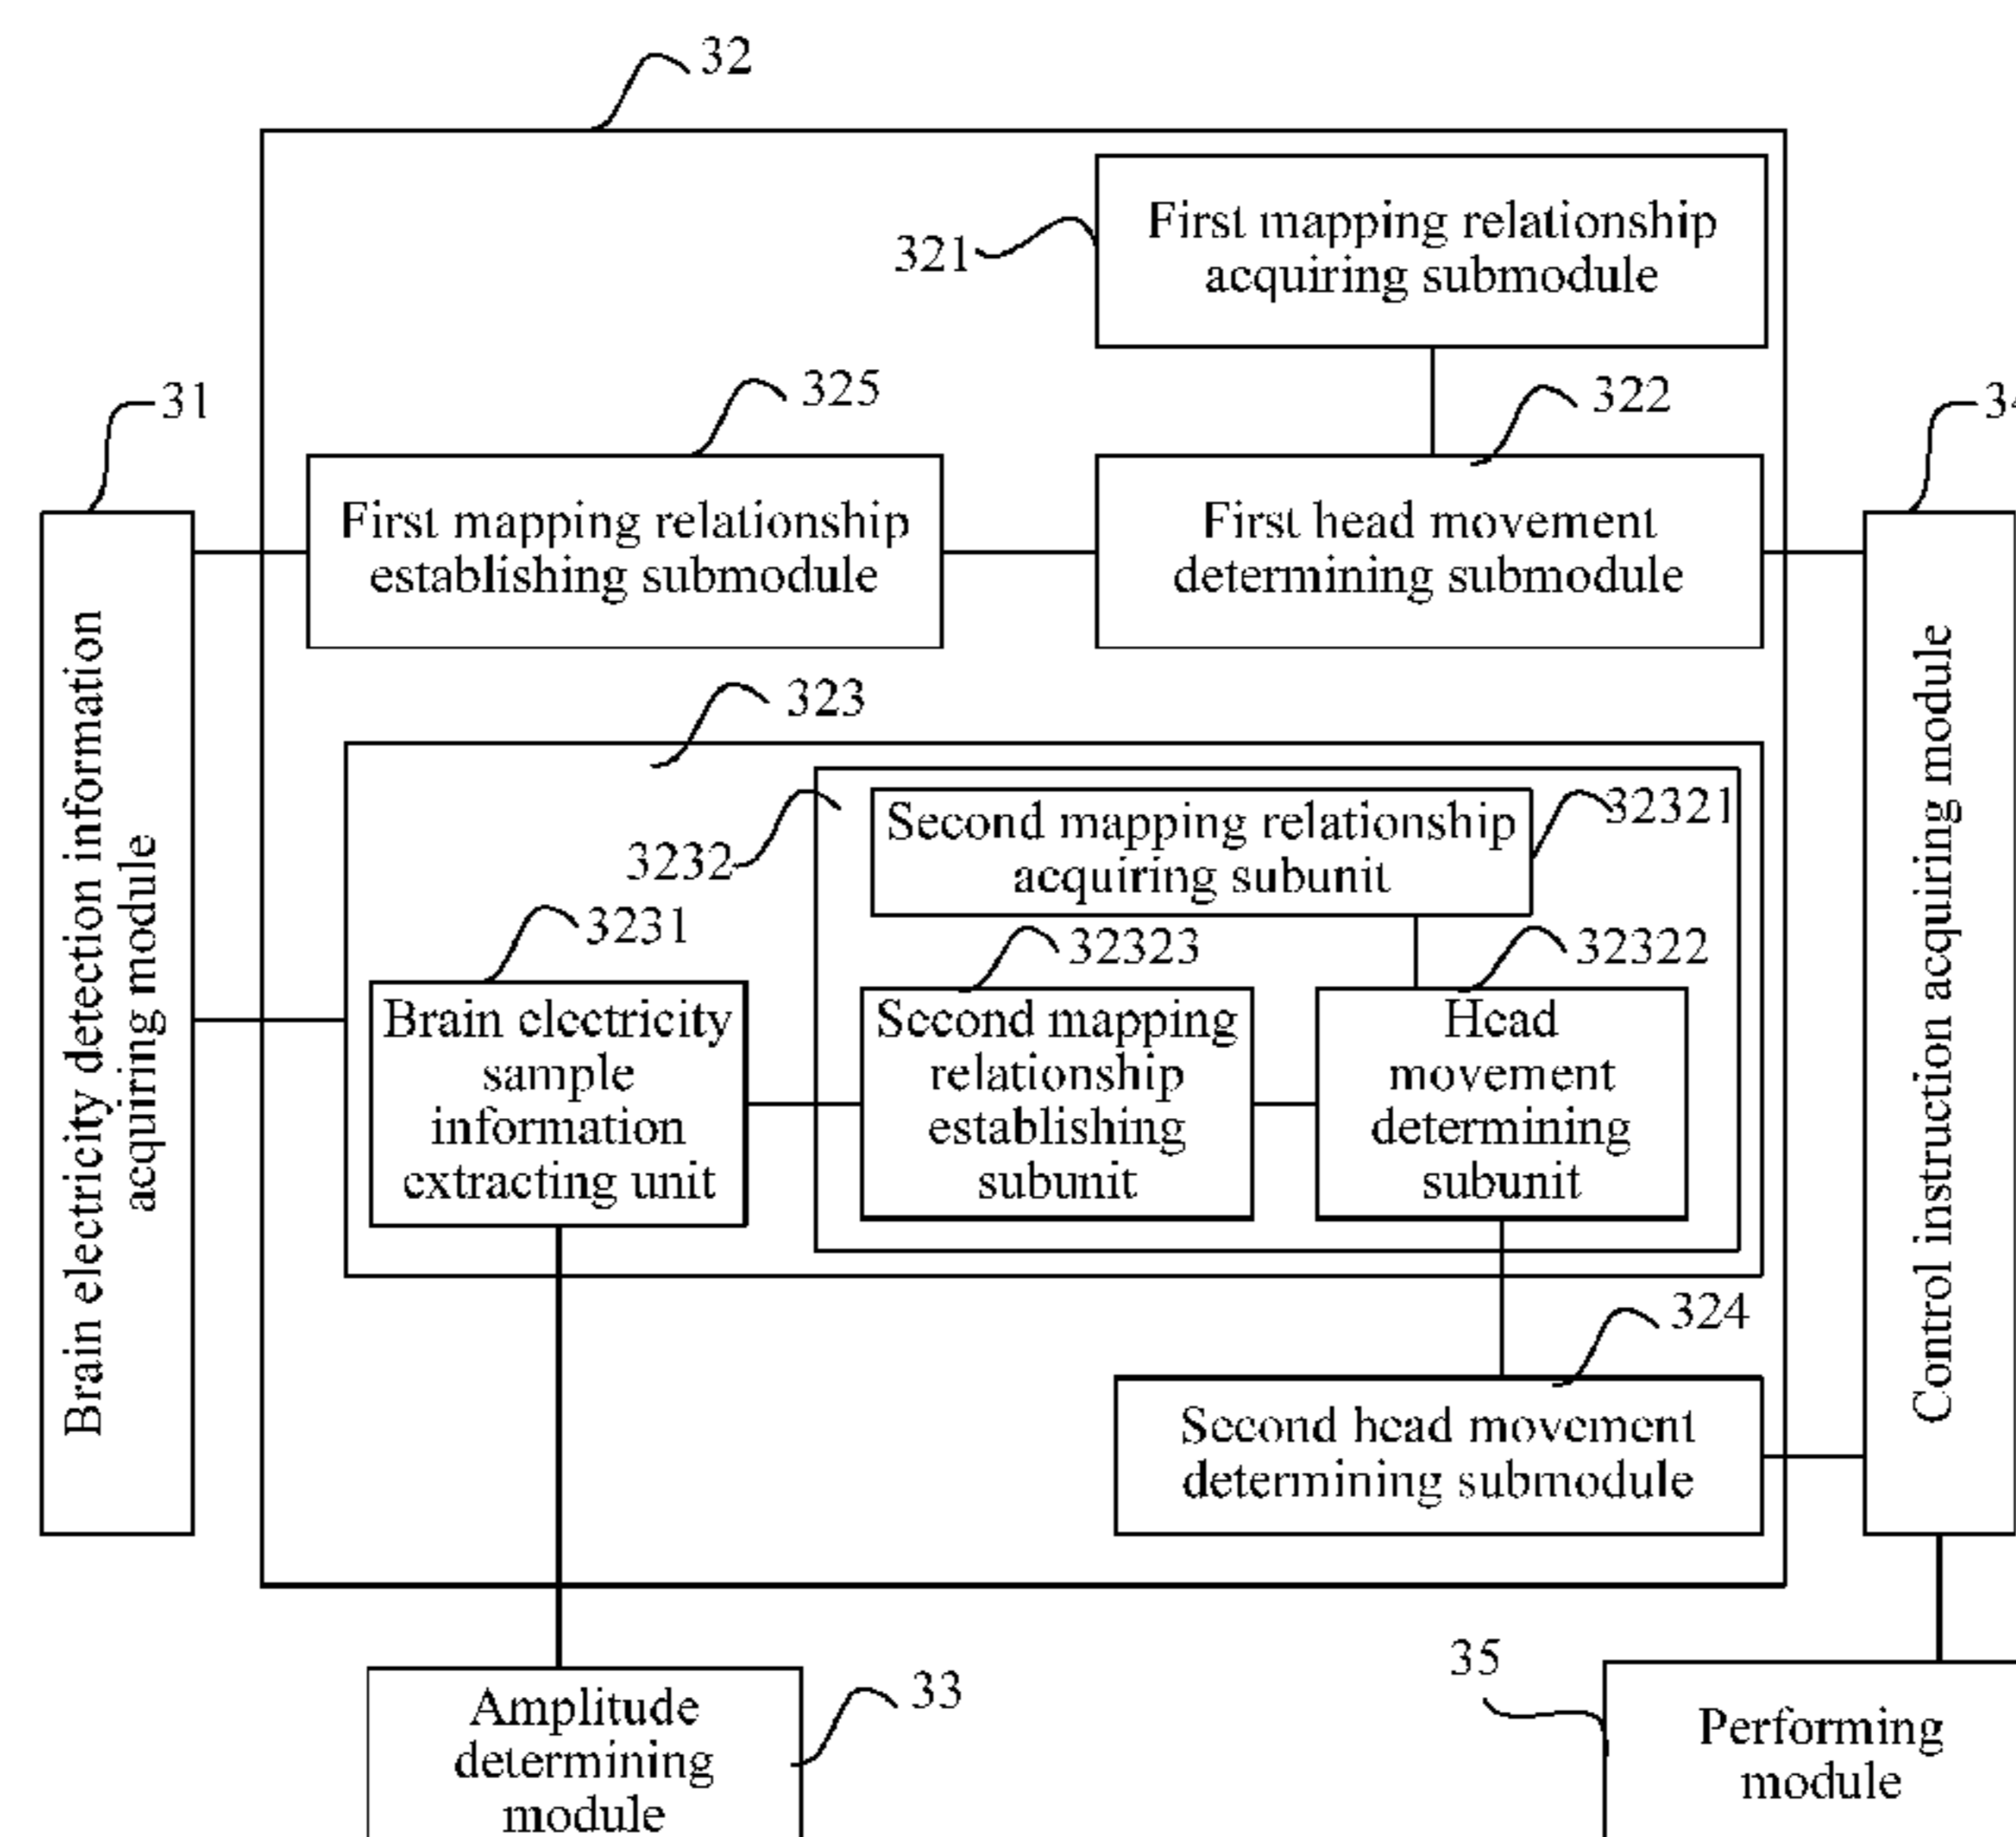 32
First mapping relationship
acquiring submodule
321
31
325
322
First mapping relationship
establishing submodule
First head movement
determining submodule
Brain electricity detection information
acquiring module
Control instruction acquiring module
323
3232
Second mapping relationship
acquiring subunit
32321
3231
32323
32322
Brain electricity
sample
information
extracting unit
Second mapping
relationship
establishing
subunit
Head
movement
determining
subunit
324
Second head movement
determining submodule
33
Amplitude
determining
module
35
Performing
module